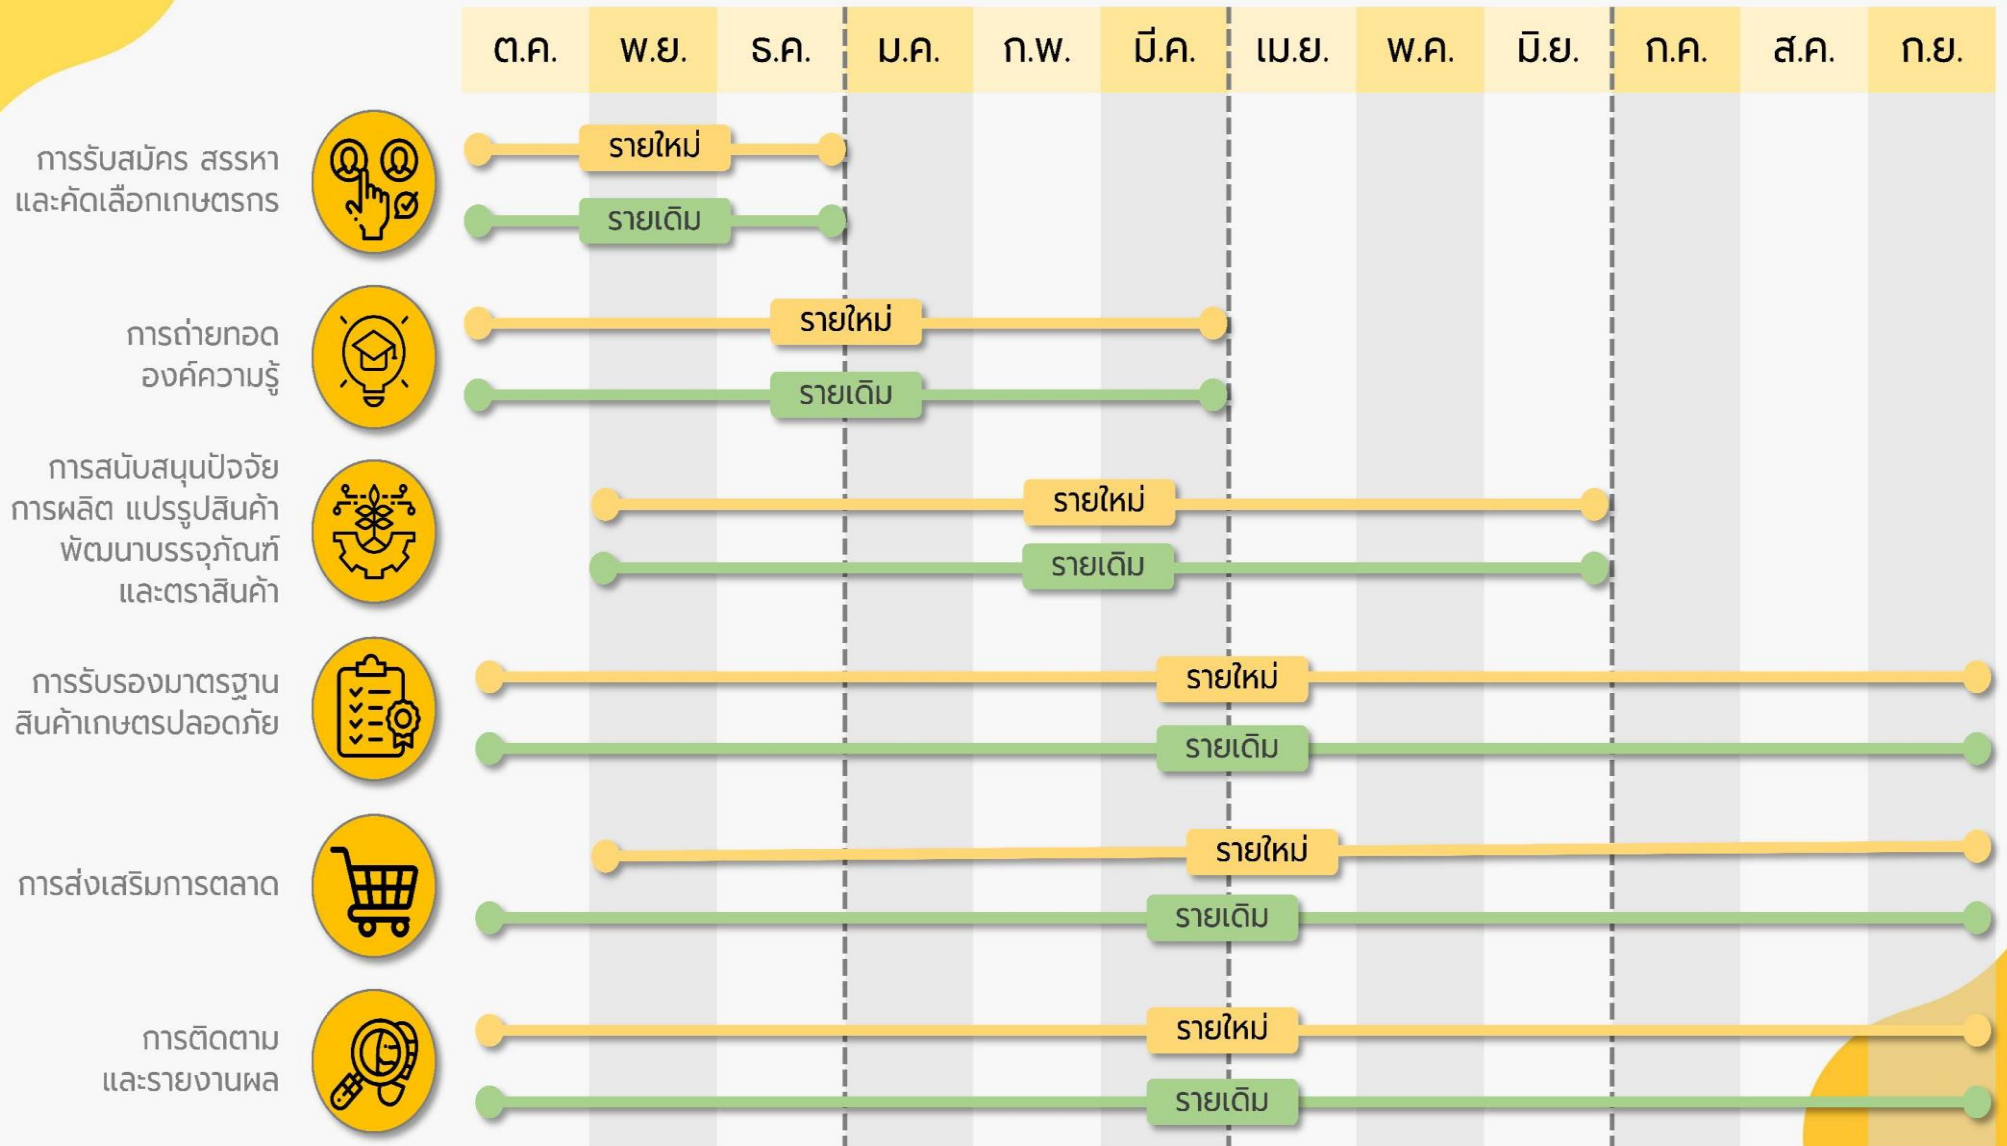 ต.ค. พ.ย. ธ.ค. ม.ค. ก.พ. มี.ค. เม.ย. พ.ค. มิ.ย. ก.ค. ส.ค. ก.ย.
การรับสมัคร สรรหา
และคัดเลือกเกษตรกร
รายใหม่
รายเดิม
การถ่ายทอด
องค์ความรู้
รายใหม่
รายเดิม
การสนับสนุนปัจจัย
การผลิต แปรรูปสินค้า
พัฒนาบรรจุภัณฑ์
และตราสินค้า
รายใหม่
รายเดิม
การรับรองมาตรฐาน
สินค้าเกษตรปลอดภัย
รายใหม่
รายเดิม
การส่งเสริมการตลาด
รายใหม่
รายเดิม
การติดตาม
และรายงานผล
รายใหม่
รายเดิม